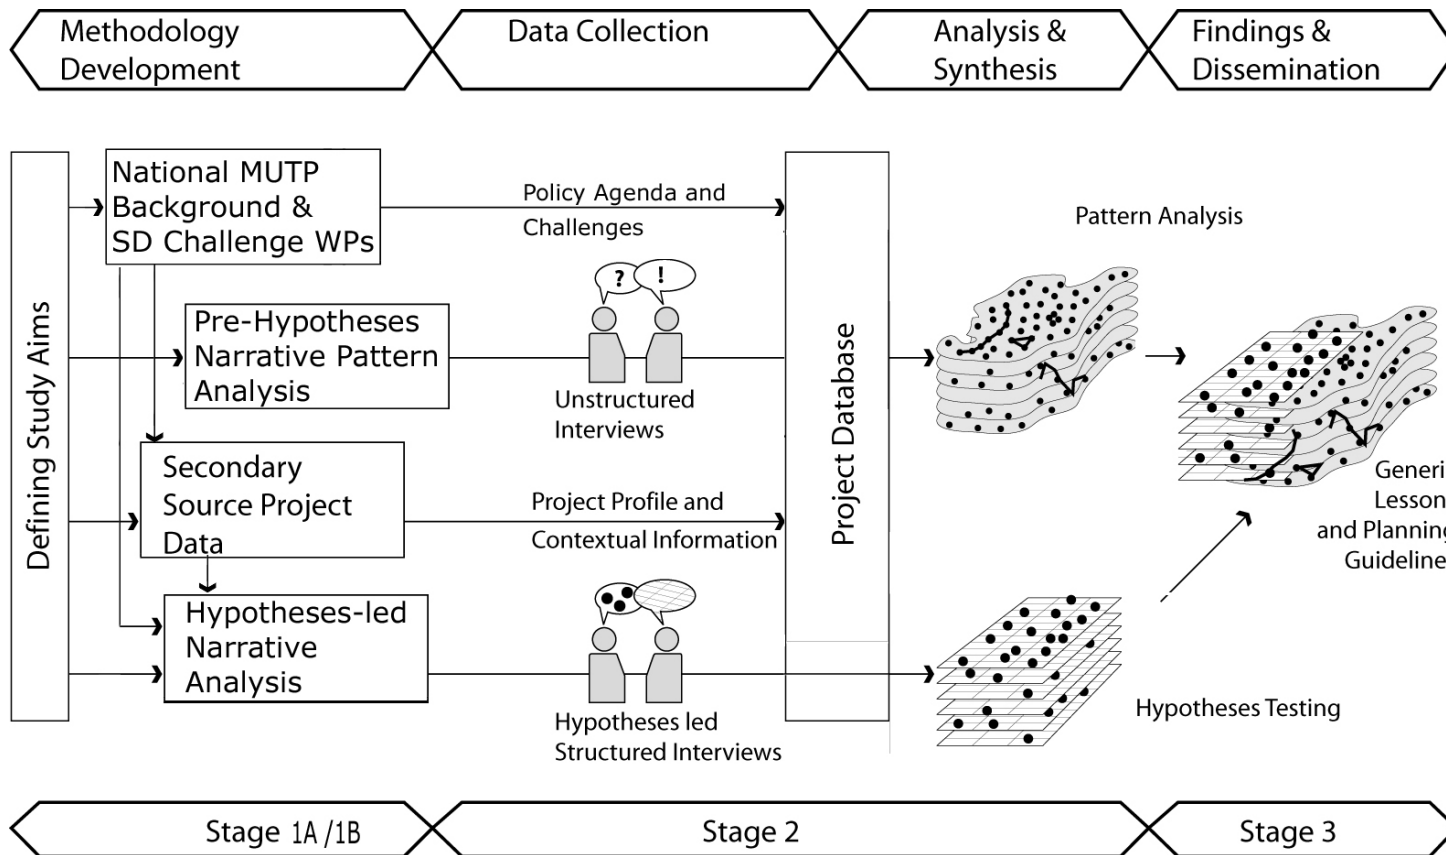 Methodology
Development
Data Collection
Analysis &
Synthesis
Findings &
Dissemination
Defining Study Aims
National MUTP
Background &
SD Challenge WPs
Policy Agenda and
Challenges
Pre-Hypotheses
Narrative Pattern
Analysis
?
!
Unstructured
Interviews
Secondary
Source Project
Data
Project Profile and
Contextual Information
Hypotheses-led
Narrative
Analysis
Hypotheses led
Structured Interviews
Project Database
Pattern Analysis
Hypotheses Testing
Generi
Lesson
and Planning
Guideline
Stage 1A /1B
Stage 2
Stage 3